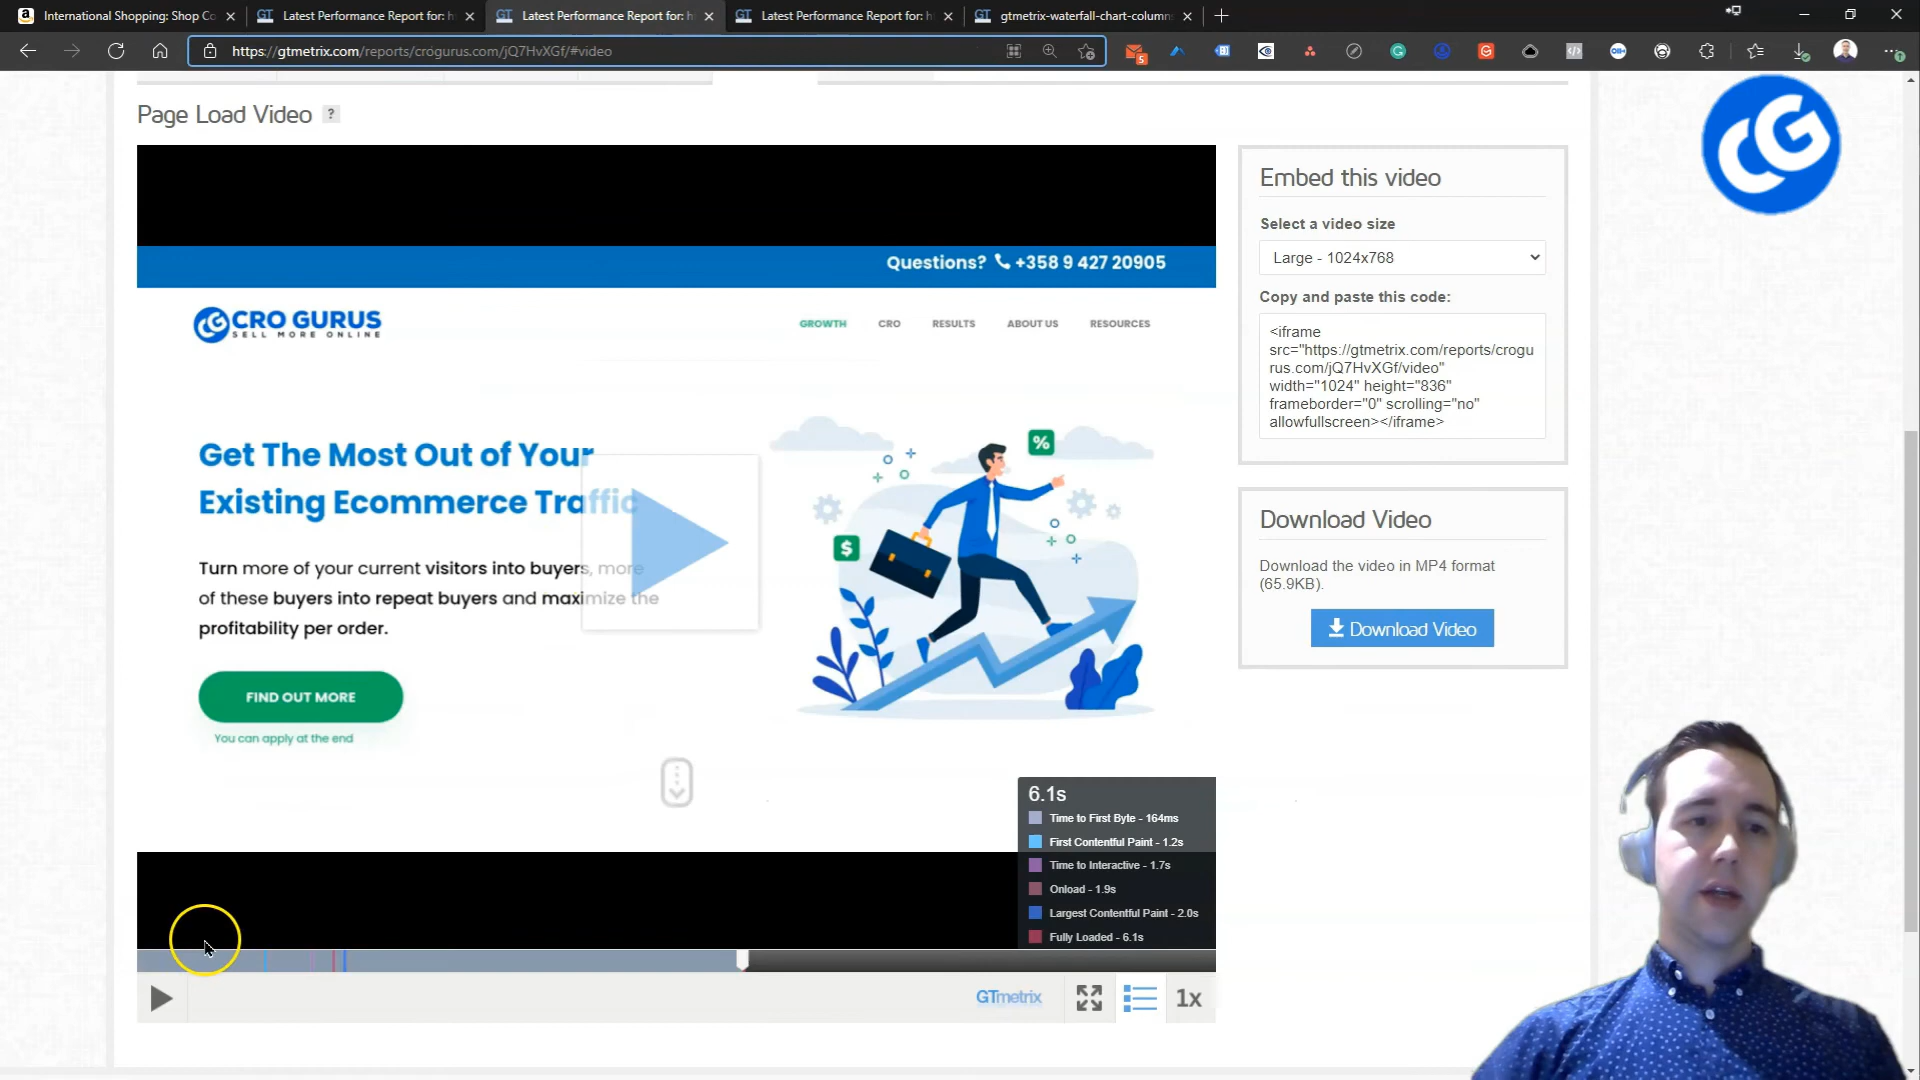 International Shopping: Shop Co
Latest Performance Report for: h
Latest Performance Report for: h
Latest Performance Report for: h
gtmetrix-waterfall-chart-column
https://gtmetrix.com/reports/crogurus.com/jQ7HvXGf/#video
Page Load Video ?
CG
Questions? +358 9 427 20905
CRO GURUS
SELL MORE ONLINE
GROWTH CRO RESULTS ABOUT US RESOURCES
Get The Most Out of Your
Existing Ecommerce Traffic
Turn more of your current visitors into buyers, more
of these buyers into repeat buyers and maximize the
profitability per order.
FIND OUT MORE
You can apply at the end
%
$
6.1s
Time to First Byte - 164ms
First Contentful Paint - 1.2s
Time to Interactive - 1.7s
Onload - 1.9s
Largest Contentful Paint - 2.0s
Fully Loaded - 6.1s
GTmetrix
1x
Embed this video
Select a video size
Large - 1024x768
Copy and paste this code:
<iframe
src="https://gtmetrix.com/reports/crogu
rus.com/jQ7HvXGf/video"
width="1024" height="836"
frameborder="0" scrolling="no"
allowfullscreen></iframe>
Download Video
Download the video in MP4 format
(65.9KB).
Download Video